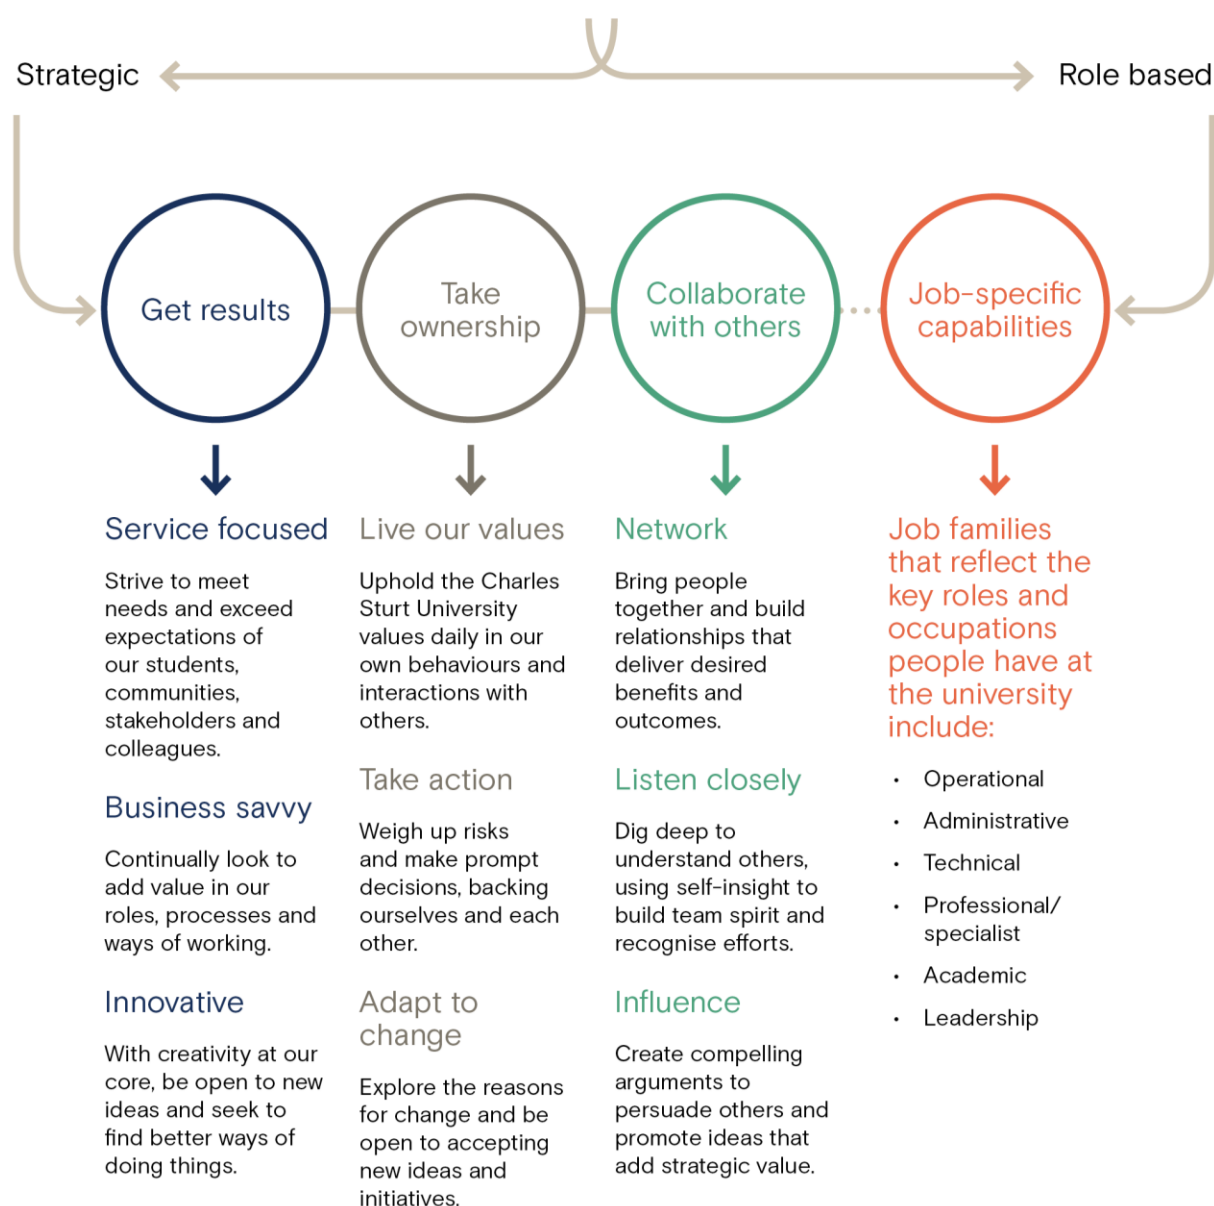 Strategic
Role based
Get results
Take
ownership
Collaborate
with others
Job-specific
capabilities
Service focused
Strive to meet
needs and exceed
expectations of
our students,
communities,
stakeholders and
colleagues.
Business savvy
Continually look to
add value in our
roles, processes and
ways of working.
Innovative
With creativity at our
core, be open to new
ideas and seek to
find better ways of
doing things.
Live our values
Uphold the Charles
Sturt University
values daily in our
own behaviours and
interactions with
others.
Take action
Weigh up risks
and make prompt
decisions, backing
ourselves and each
other.
Adapt to
change
Explore the reasons
for change and be
open to accepting
new ideas and
initiatives.
Network
Bring people
together and build
relationships that
deliver desired
benefits and
outcomes.
Listen closely
Dig deep to
understand others,
using self-insight to
build team spirit and
recognise efforts.
Influence
Create compelling
arguments to
persuade others and
promote ideas that
add strategic value.
Job families
that reflect the
key roles and
occupations
people have at
the university
include:
• Operational
• Administrative
• Technical
• Professional/
specialist
• Academic
• Leadership